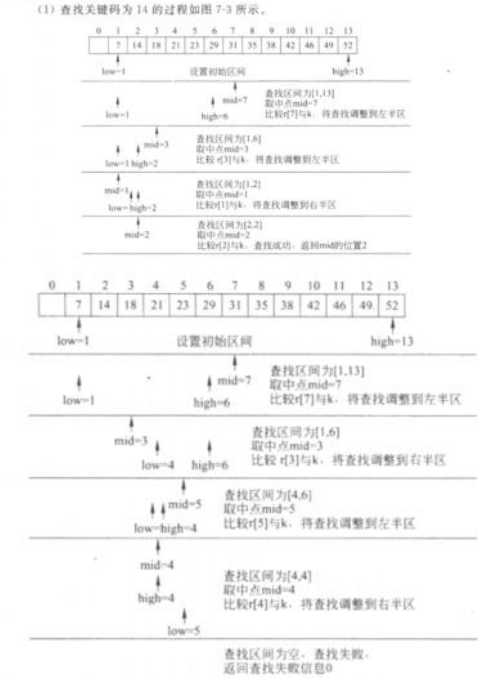 (1) 查找关键码为 14 的过程如图 7-3 所示。
0 1 2 3 4 5 6 7 8 9 10 11 12 13
7 14 18 21 23 29 31 35 38 42 46 49 52
low=1 设置初始区间 high=13
mid=7 查找区间为[1,13]
取中点mid=7
low=1 high=6 比较r[7]与k，将查找调整到左半区
mid=3 查找区间为[1,6]
取中点mid=3
low=1 high=2 比较 r[3]与k，将查找调整到左半区
查找区间为[1,2]
mid=1 取中点mid=1
low= high=2 比较r[1]与k，将查找调整到右半区
查找区间为[2,2]
mid=2 取中点mid=2
比较r[2]与k，查找成功，返回mid的位置2
0 1 2 3 4 5 6 7 8 9 10 11 12 13
7 14 18 21 23 29 31 35 38 42 46 49 52
low=1 设置初始区间 high=13
查找区间为[1,13]
mid=7 取中点mid=7
low=1 high=6 比较r[7]与k，将查找调整到左半区
查找区间为[1,6]
mid=3 取中点mid=3
low=4 high=6 比较 r[3]与k，将查找调整到右半区
查找区间为[4,6]
mid=5 取中点mid=5
low=high=4 比较r[5]与k，将查找调整到左半区
mid=4
查找区间为[4,4]
high=4 取中点mid=4
比较r[4]与k，将查找调整到右半区
low=5
查找区间为空，查找失败，
返回查找失败信息0